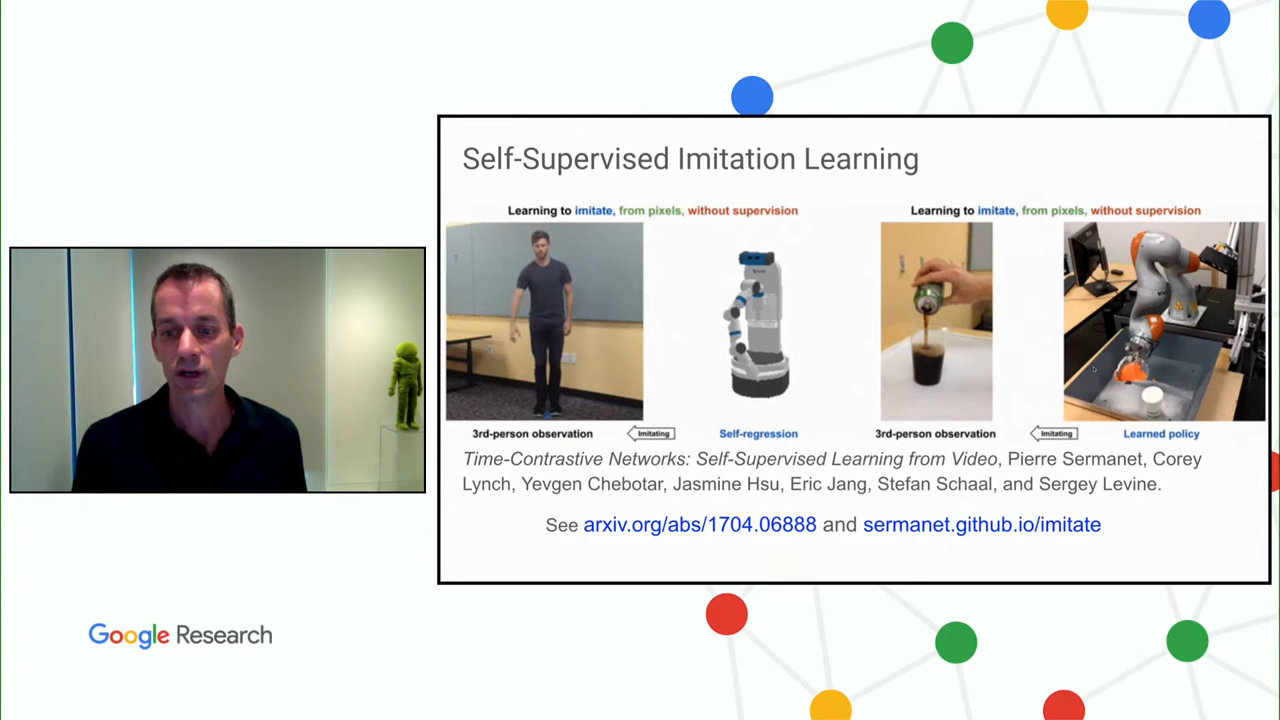 Self-Supervised Imitation Learning
Learning to imitate, from pixels, without supervision
Learning to imitate, from pixels, without supervision
3rd-person observation
Imitating
Self-regression
3rd-person observation
Imitating
Learned policy
Time-Contrastive Networks: Self-Supervised Learning from Video, Pierre Sermanet, Corey
Lynch, Yevgen Chebotar, Jasmine Hsu, Eric Jang, Stefan Schaal, and Sergey Levine.
See arxiv.org/abs/1704.06888 and sermanet.github.io/imitate
Google Research